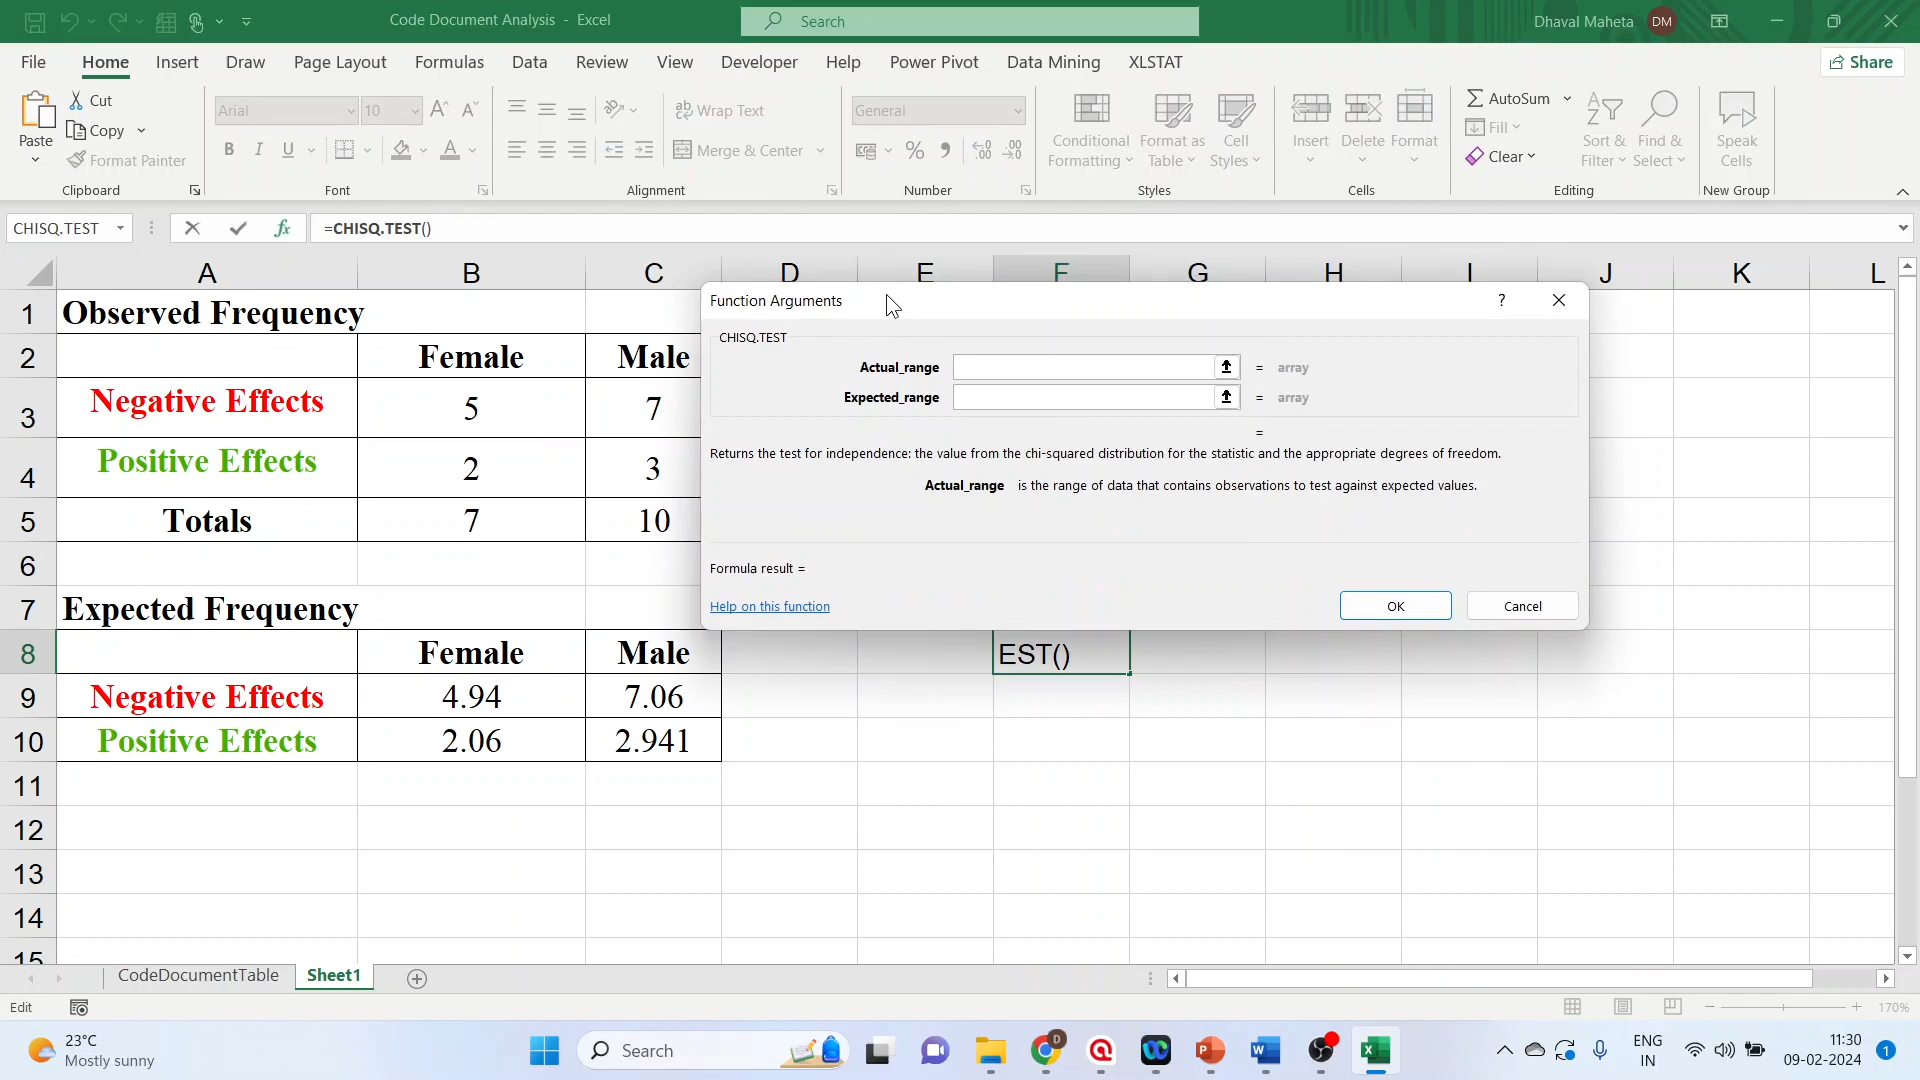 Code Document Analysis - Excel
Search
Dhaval Maheta DM
File Home Insert Draw Page Layout Formulas Data Review View Developer Help Power Pivot Data Mining XLSTAT Share
Paste
Cut
Copy
Format Painter
Clipboard
Arial 10
B I U
Font
Wrap Text
Merge & Center
Alignment
General
Number
Conditional Formatting
Format as Table
Cell Styles
Styles
Insert Delete Format
Cells
AutoSum
Fill
Clear
Sort & Filter
Find & Select
Editing
Speak Cells
New Group
CHISQ.TEST fx =CHISQ.TEST()
A B C D E F G H I J K L
1 Observed Frequency
2 Female Male
3 Negative Effects 5 7
4 Positive Effects 2 3
5 Totals 7 10
6
7 Expected Frequency
8 Female Male EST()
9 Negative Effects 4.94 7.06
10 Positive Effects 2.06 2.941
11
12
13
14
15
Function Arguments ?
CHISQ.TEST
Actual_range = array
Expected_range = array
=
Returns the test for independence: the value from the chi-squared distribution for the statistic and the appropriate degrees of freedom.
Actual_range is the range of data that contains observations to test against expected values.
Formula result =
Help on this function OK Cancel
CodeDocumentTable Sheet1
Edit 170%
23°C
Mostly sunny
Search
ENG
IN
11:30
09-02-2024
1